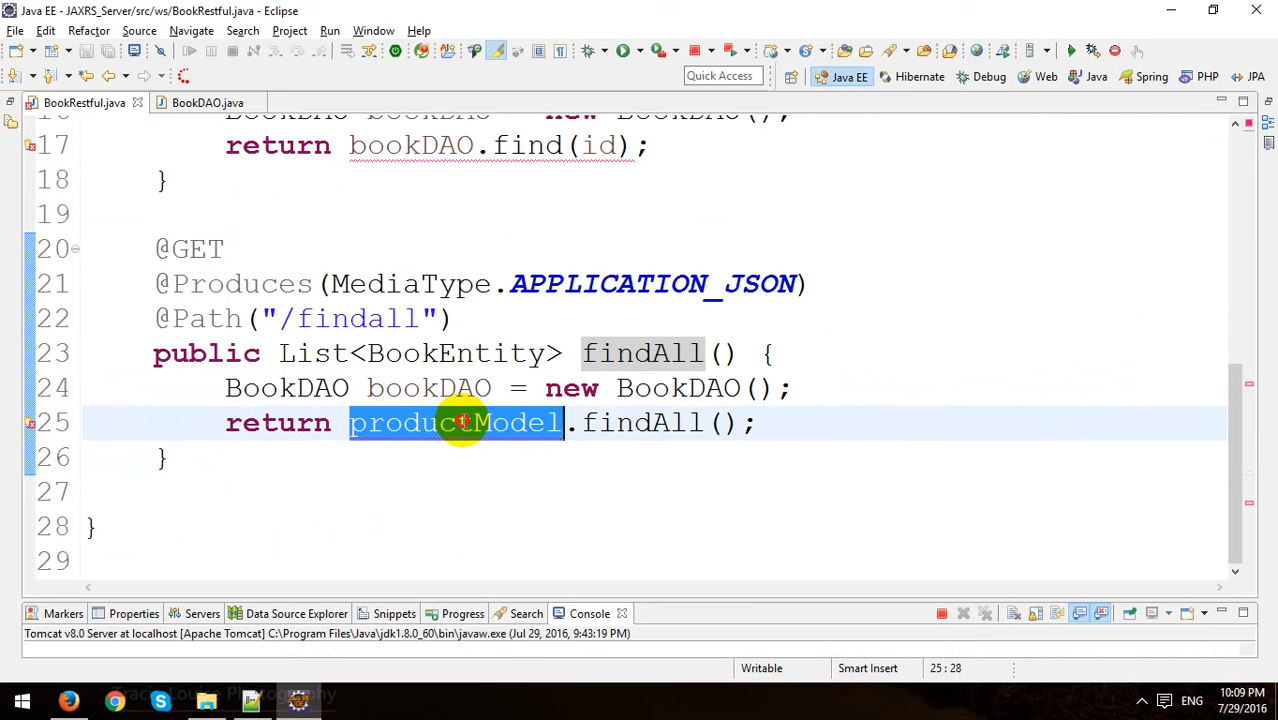 Java EE - JAXRS_Server/src/ws/BookRestful.java - Eclipse
File Edit Refactor Source Navigate Search Project Run Window Help
Quick Access Java EE Hibernate Debug Web Java Spring PHP JPA
BookRestful.java BookDAO.java
16 BookDAO bookDAO = new BookDAO();
17 return bookDAO.find(id);
18 }
19
20 @GET
21 @Produces(MediaType.APPLICATION_JSON)
22 @Path("/findall")
23 public List<BookEntity> findAll() {
24 BookDAO bookDAO = new BookDAO();
25 return productModel.findAll();
26 }
27
28 }
29
Markers Properties Servers Data Source Explorer Snippets Progress Search Console
Tomcat v8.0 Server at localhost [Apache Tomcat] C:\Program Files\Java\jdk1.8.0_60\bin\javaw.exe (Jul 29, 2016, 9:43:19 PM)
Writable Smart Insert 25 : 28
ENG 10:09 PM
7/29/2016